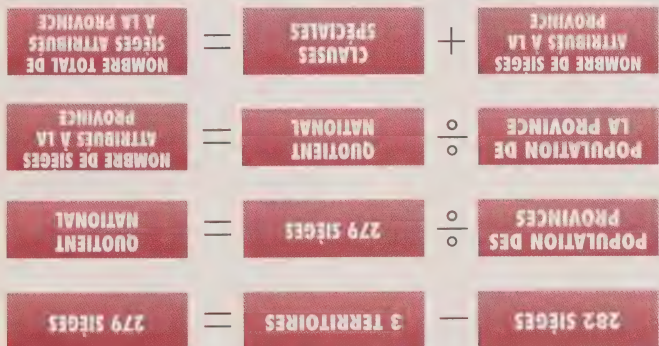 282 SIÈGES
−
3 TERRITOIRES
=
279 SIÈGES
POPULATION DES
PROVINCES
÷
279 SIÈGES
=
QUOTIENT
NATIONAL
POPULATION DE
LA PROVINCE
÷
QUOTIENT
NATIONAL
=
NOMBRE DE SIÈGES
ATTRIBUÉS À LA
PROVINCE
NOMBRE DE SIÈGES
ATTRIBUÉS À LA
PROVINCE
+
CLAUSES
SPÉCIALES
=
NOMBRE TOTAL DE
SIÈGES ATTRIBUÉS
À LA PROVINCE